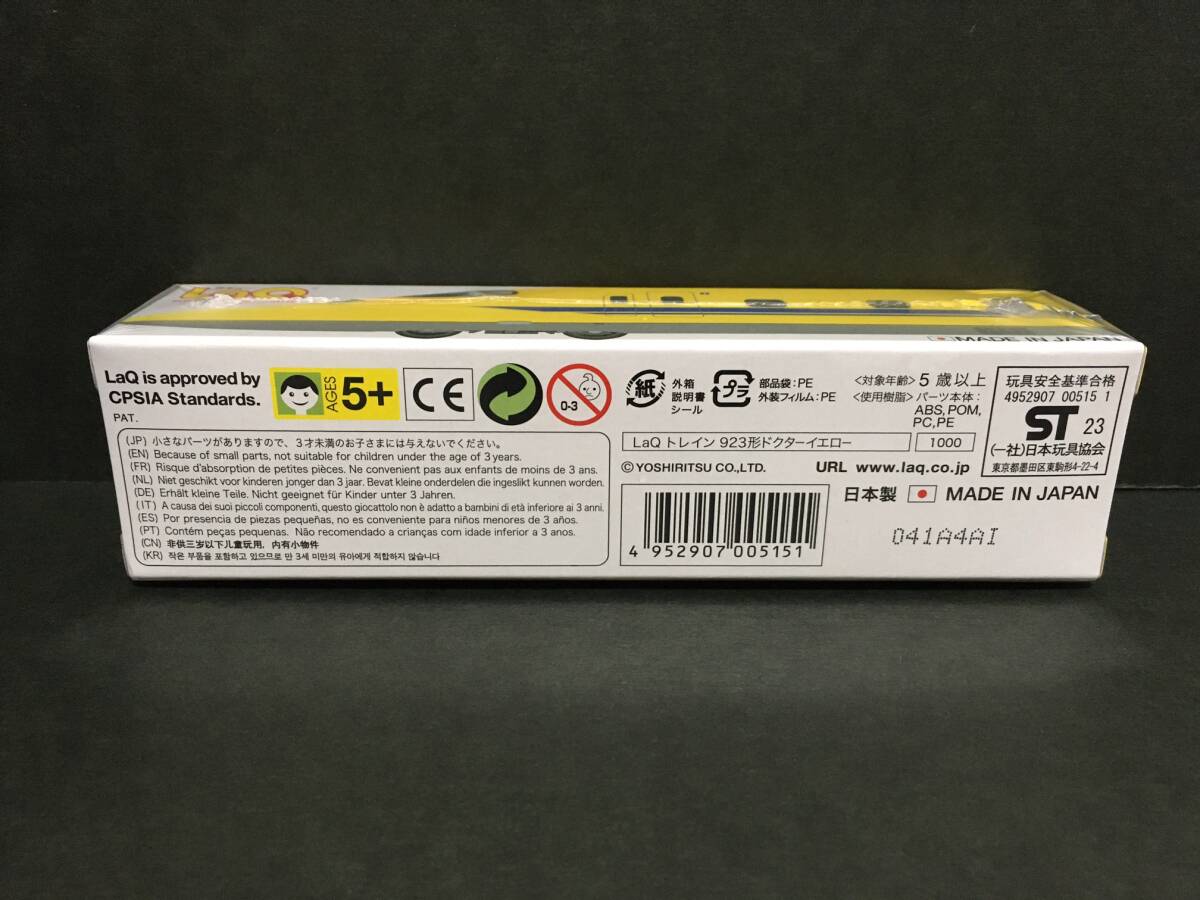 LaQ
MADE IN JAPAN
LaQ is approved by
CPSIA Standards.
PAT.
AGES
5+
CE
0-3
(JP) 小さなパーツがありますので、3才未満のお子さまには与えないでください。
(EN) Because of small parts, not suitable for children under the age of 3 years.
(FR) Risque d'absorption de petites pièces. Ne convenient pas aux enfants de moins de 3 ans.
(NL) Niet geschikt voor kinderen jonger dan 3 jaar. Bevat kleine onderdelen die ingeslikt kunnen worden.
(DE) Erhält kleine Teile. Nicht geeignet für Kinder unter 3 Jahren.
(IT) A causa dei suoi piccoli componenti, questo giocattolo non è adatto a bambini di età inferiore ai 3 anni.
(ES) Por presencia de piezas pequeñas, no es conveniente para niños menores de 3 años.
(PT) Contém peças pequenas. Não recomendado a crianças com idade inferior a 3 anos.
(CN) 非供三岁以下儿童玩用，内有小物件
(KR) 작은 부품을 포함하고 있으므로 만 3세 미만의 유아에게 적합하지 않습니다
紙
外箱
説明書
シール
プラ
部品袋：PE
外装フィルム：PE
<対象年齢> 5 歳以上
<使用樹脂> パーツ本体：
ABS, POM,
PC, PE
LaQ トレイン 923形ドクターイエロー
1000
©YOSHIRITSU CO., LTD.
URL www.laq.co.jp
4 952907 005151
日本製 MADE IN JAPAN
041A4AI
玩具安全基準合格
4952907 00515 1
ST 23
(一社)日本玩具協会
東京都墨田区東駒形4-22-4